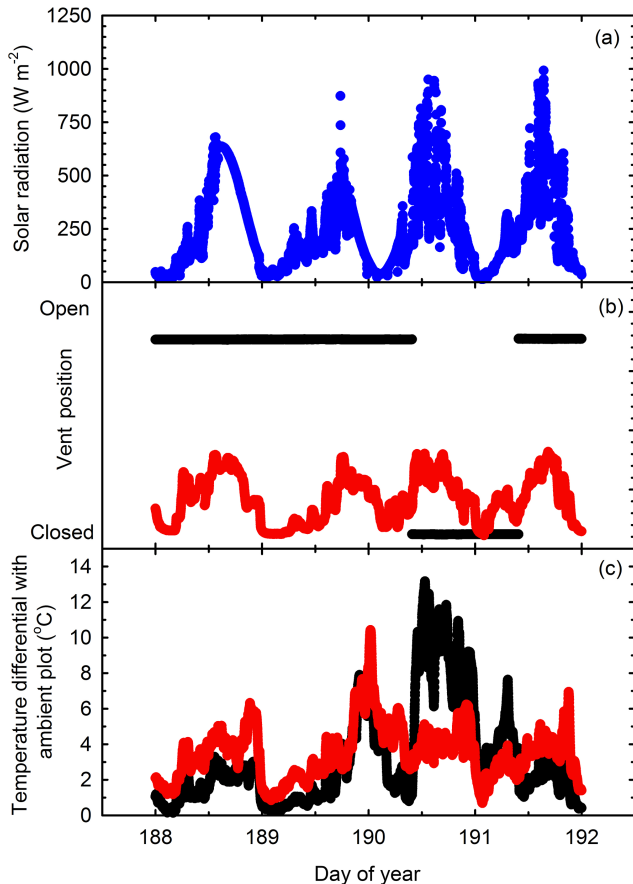 (a)
1250
1000
750
500
250
0
Solar radiation (W m-2)
(b)
Open
Vent position
Closed
(c)
14
12
10
8
6
4
2
0
Temperature differential with
ambient plot (oC)
188 189 190 191 192
Day of year